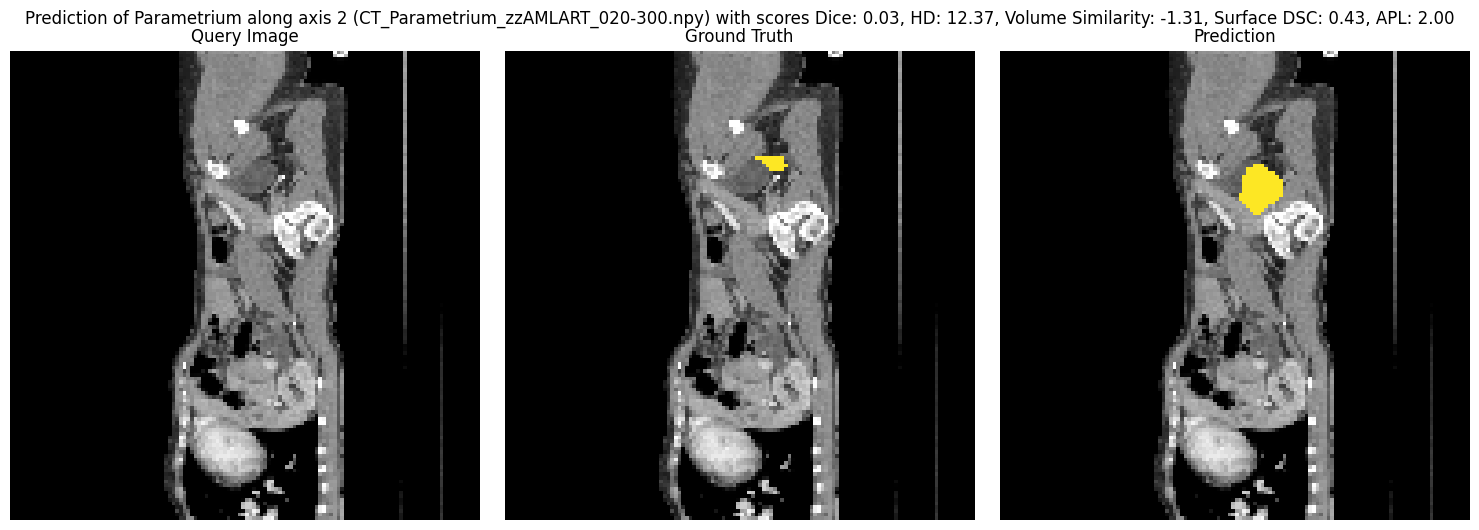 Prediction of Parametrium along axis 2 (CT_Parametrium_zzAMLART_020-300.npy) with scores Dice: 0.03, HD: 12.37, Volume Similarity: -1.31, Surface DSC: 0.43, APL: 2.00
Query Image
Ground Truth
Prediction